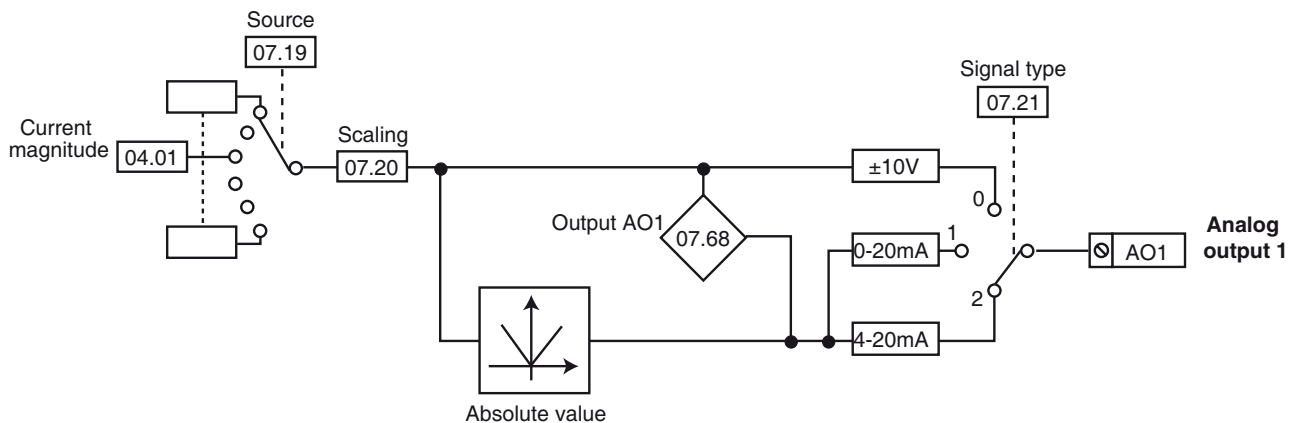 Source
07.19
Signal type
07.21
Current
magnitude
04.01
Scaling
07.20
±10V
0
Output AO1
07.68
1
0-20mA
AO1
Analog
output 1
2
4-20mA
Absolute value